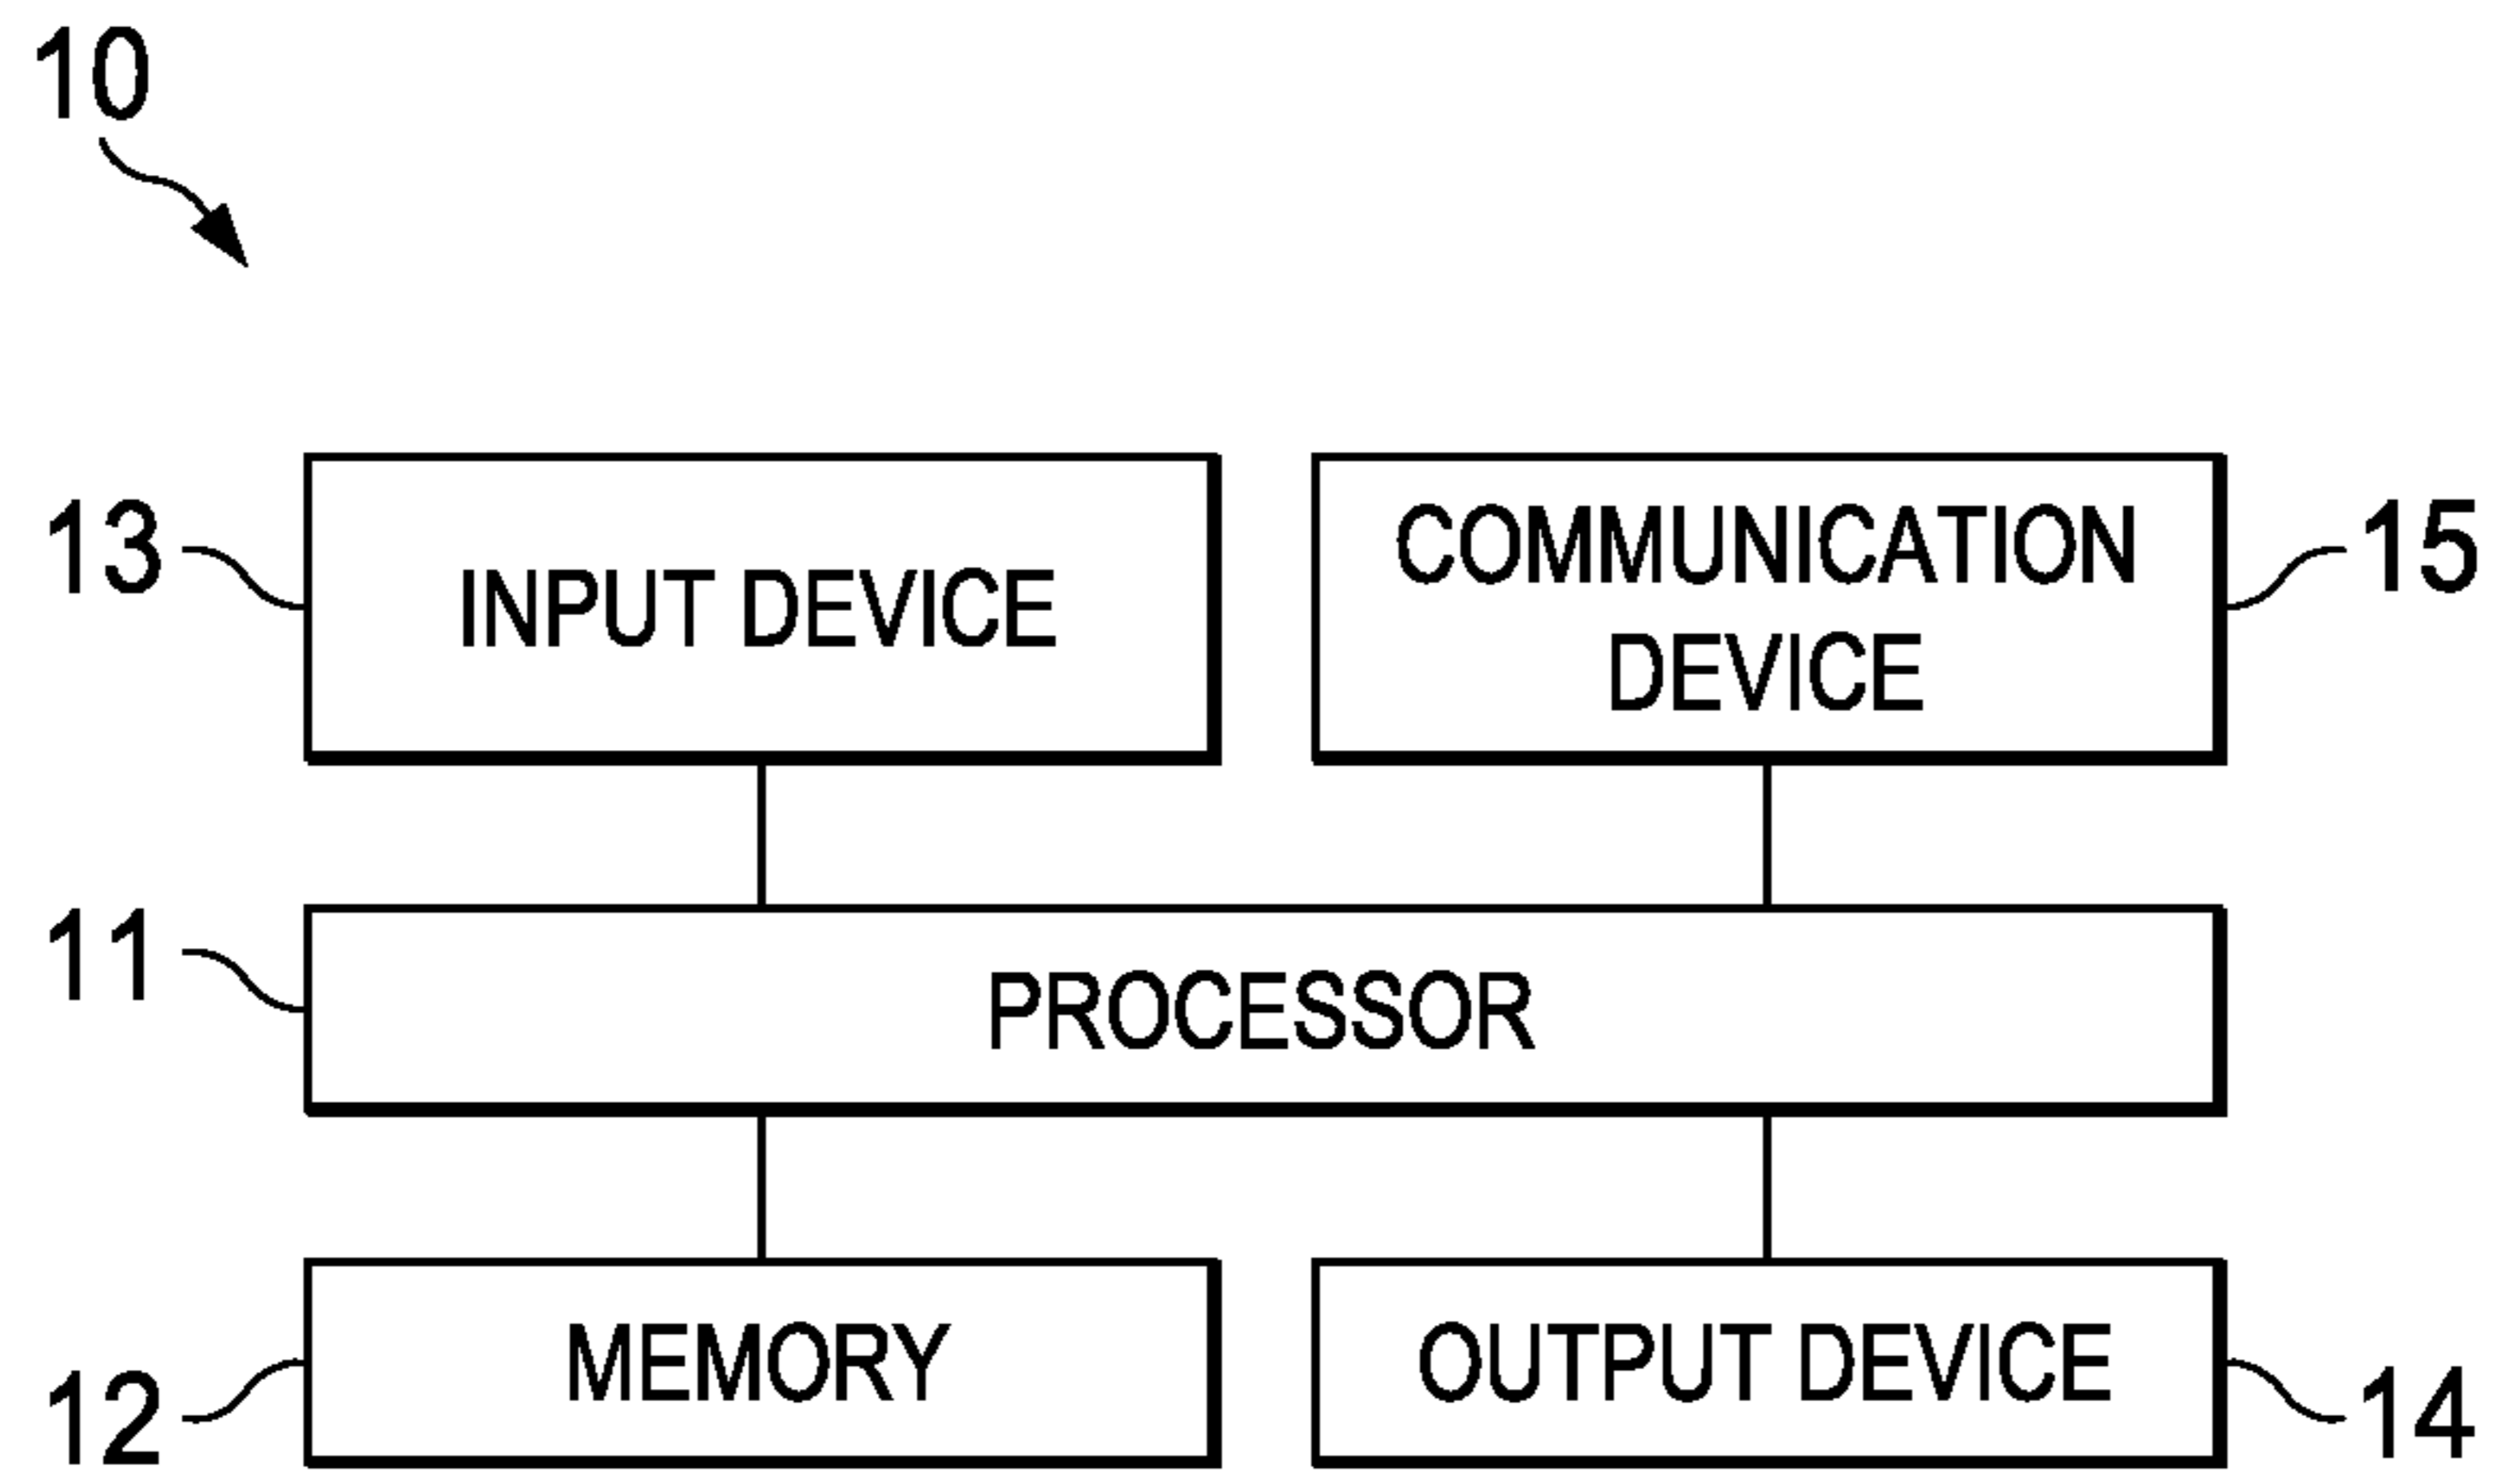 10
13
INPUT DEVICE
COMMUNICATION
DEVICE
15
11
PROCESSOR
12
MEMORY
OUTPUT DEVICE
14